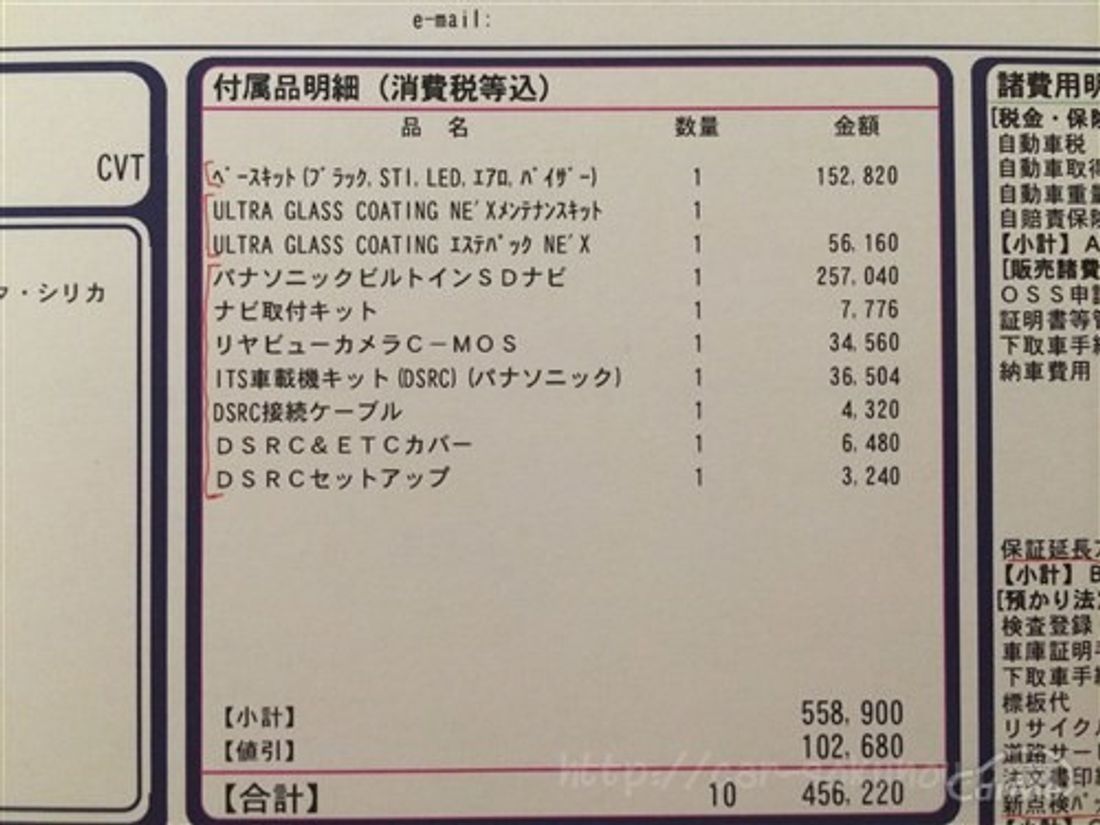 e-mail:
CVT
ク・シリカ
付属品明細（消費税等込）
品 名 数量 金額
ﾍﾞｰｽｷｯﾄ(ﾌﾞﾗｯｸ,STI,LED,ｴｱﾛ,ﾊﾞｲｻﾞｰ) 1 152,820
ULTRA GLASS COATING NE'Xﾒﾝﾃﾅﾝｽｷｯﾄ 1
ULTRA GLASS COATING ｴｽﾃﾊﾟｯｸ NE'X 1 56,160
パナソニックビルトインＳＤナビ 1 257,040
ナビ取付キット 1 7,776
リヤビューカメラＣ－ＭＯＳ 1 34,560
ITS車載機キット(DSRC)(パナソニック) 1 36,504
DSRC接続ケーブル 1 4,320
ＤＳＲＣ＆ＥＴＣカバー 1 6,480
ＤＳＲＣセットアップ 1 3,240
【小計】 558,900
【値引】 102,680
【合計】 10 456,220
諸費用明
[税金・保険
自動車税
自動車取得
自動車重量
自賠責保険
【小計】A
[販売諸費
ＯＳＳ申請
証明書等管
下取車手続
納車費用
保証延長プ
【小計】B
[預かり法定
検査登録
車庫証明手
下取車手続
標板代
リサイクル
道路サービ
注文書印紙
新点検パッ